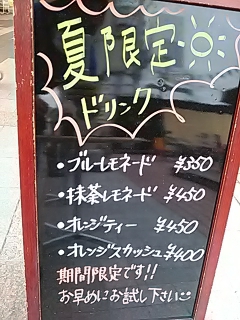 夏限定
ドリンク
・ブルーレモネード ¥350
・抹茶レモネード ¥450
・オレンジティー ¥450
・オレンジスカッシュ ¥400
期間限定です!!
お早めにお試し下さい